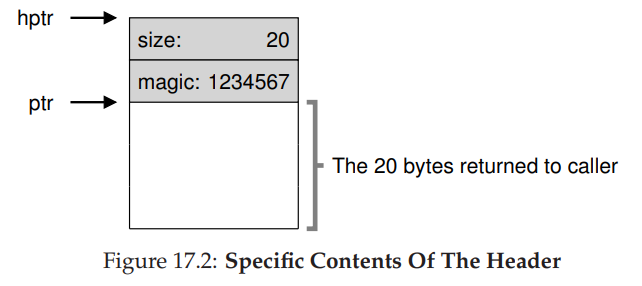 hptr
size: 20
magic: 1234567
ptr
The 20 bytes returned to caller
Figure 17.2: Specific Contents Of The Header